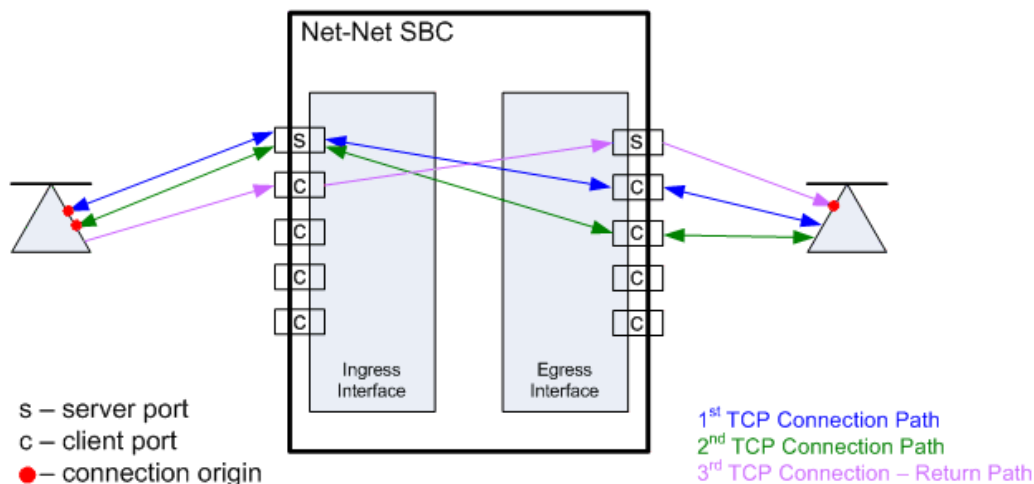 Net-Net SBC
s
c
c
c
c
s
c
c
c
c
Ingress
Interface
Egress
Interface
s – server port
c – client port
– connection origin
1st TCP Connection Path
2nd TCP Connection Path
3rd TCP Connection – Return Path